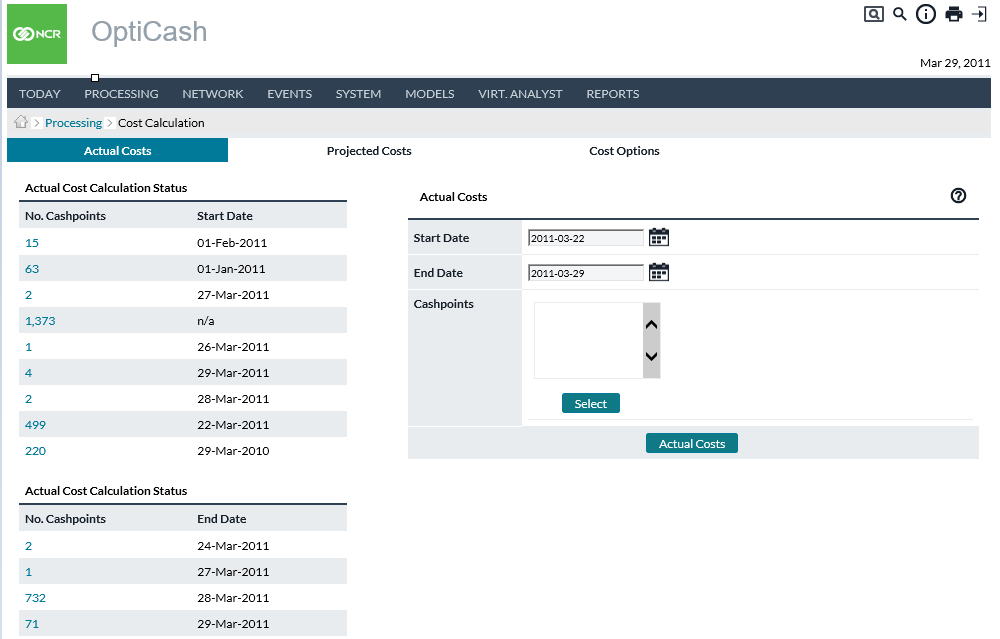 NCR
OptiCash
Mar 29, 2011
TODAY PROCESSING NETWORK EVENTS SYSTEM MODELS VIRT. ANALYST REPORTS
> Processing > Cost Calculation
Actual Costs Projected Costs Cost Options
Actual Cost Calculation Status
No. Cashpoints Start Date
15 01-Feb-2011
63 01-Jan-2011
2 27-Mar-2011
1,373 n/a
1 26-Mar-2011
4 29-Mar-2011
2 28-Mar-2011
499 22-Mar-2011
220 29-Mar-2010
Actual Cost Calculation Status
No. Cashpoints End Date
2 24-Mar-2011
1 27-Mar-2011
732 28-Mar-2011
71 29-Mar-2011
Actual Costs
Start Date 2011-03-22
End Date 2011-03-29
Cashpoints
Select
Actual Costs